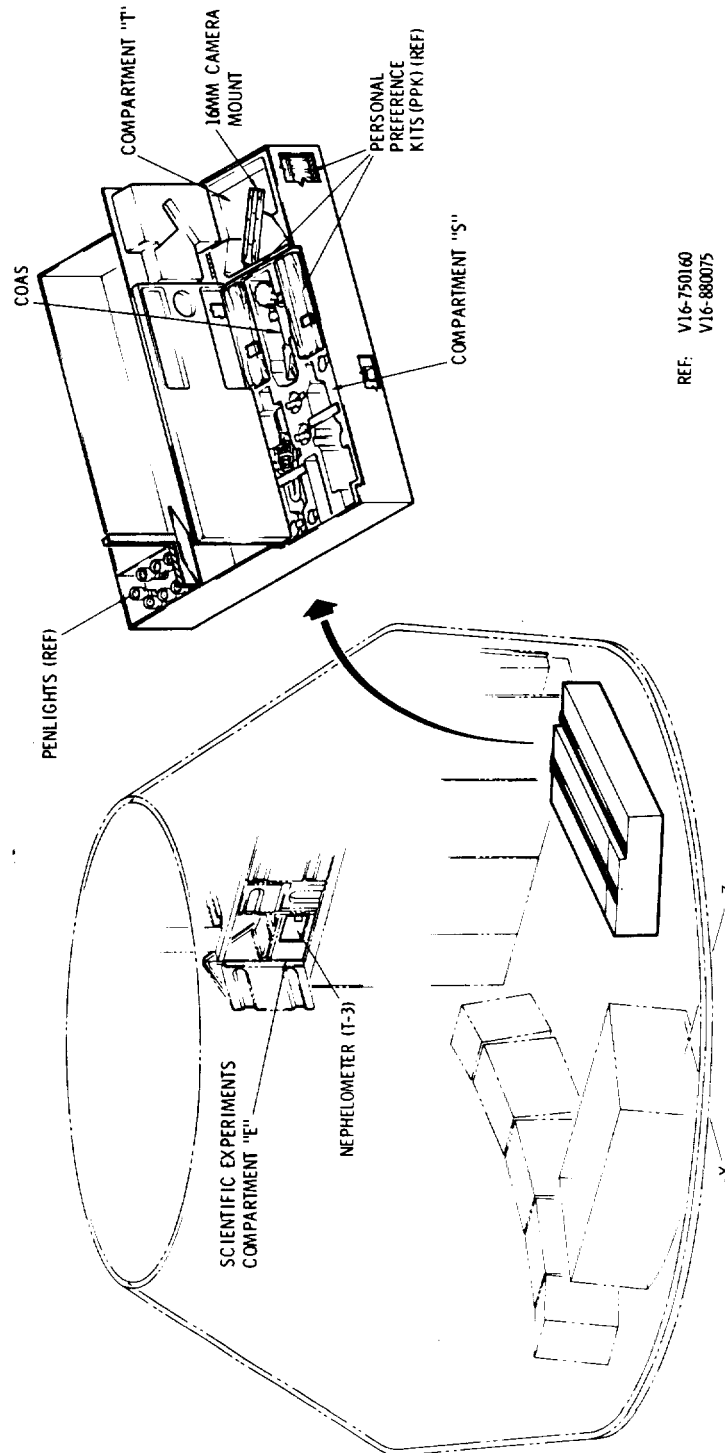 PENLIGHTS (REF)
COAS
COMPARTMENT "T"
16MM CAMERA
MOUNT
PERSONAL
PREFERENCE
KITS (PPK) (REF)
COMPARTMENT "S"
SCIENTIFIC EXPERIMENTS
COMPARTMENT "E"
NEPHELOMETER (T-3)
REF: V16-750160
V16-880075